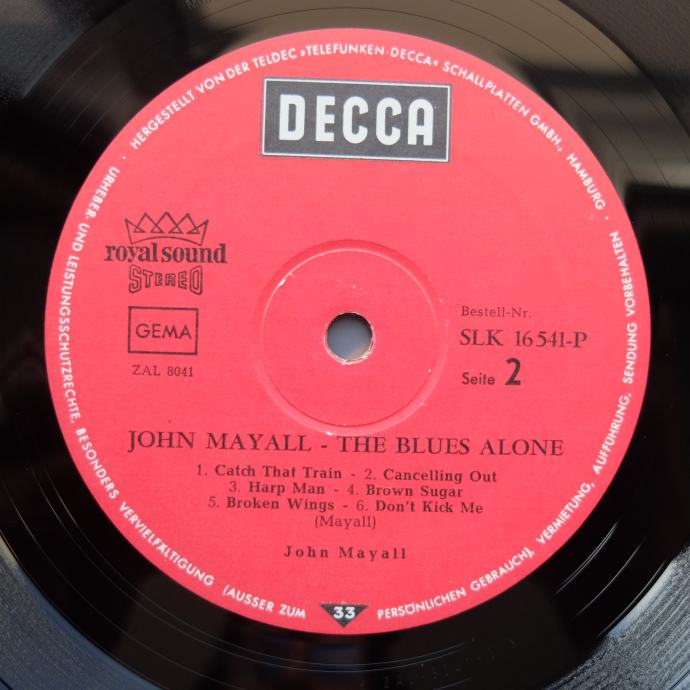 · HERGESTELLT VON DER TELDEC »TELEFUNKEN-DECCA« SCHALLPLATTEN GMBH., HAMBURG ·
URHEBER- UND LEISTUNGSSCHUTZRECHTE, BESONDERS VERVIELFÄLTIGUNG (AUSSER ZUM PERSÖNLICHEN GEBRAUCH), VERMIETUNG, AUFFÜHRUNG, SENDUNG VORBEHALTEN
DECCA
royal sound
STEREO
GEMA
ZAL 8041
Bestell-Nr.
SLK 16 541-P
Seite 2
JOHN MAYALL - THE BLUES ALONE
1. Catch That Train - 2. Cancelling Out
3. Harp Man - 4. Brown Sugar
5. Broken Wings - 6. Don't Kick Me
(Mayall)
John Mayall
33